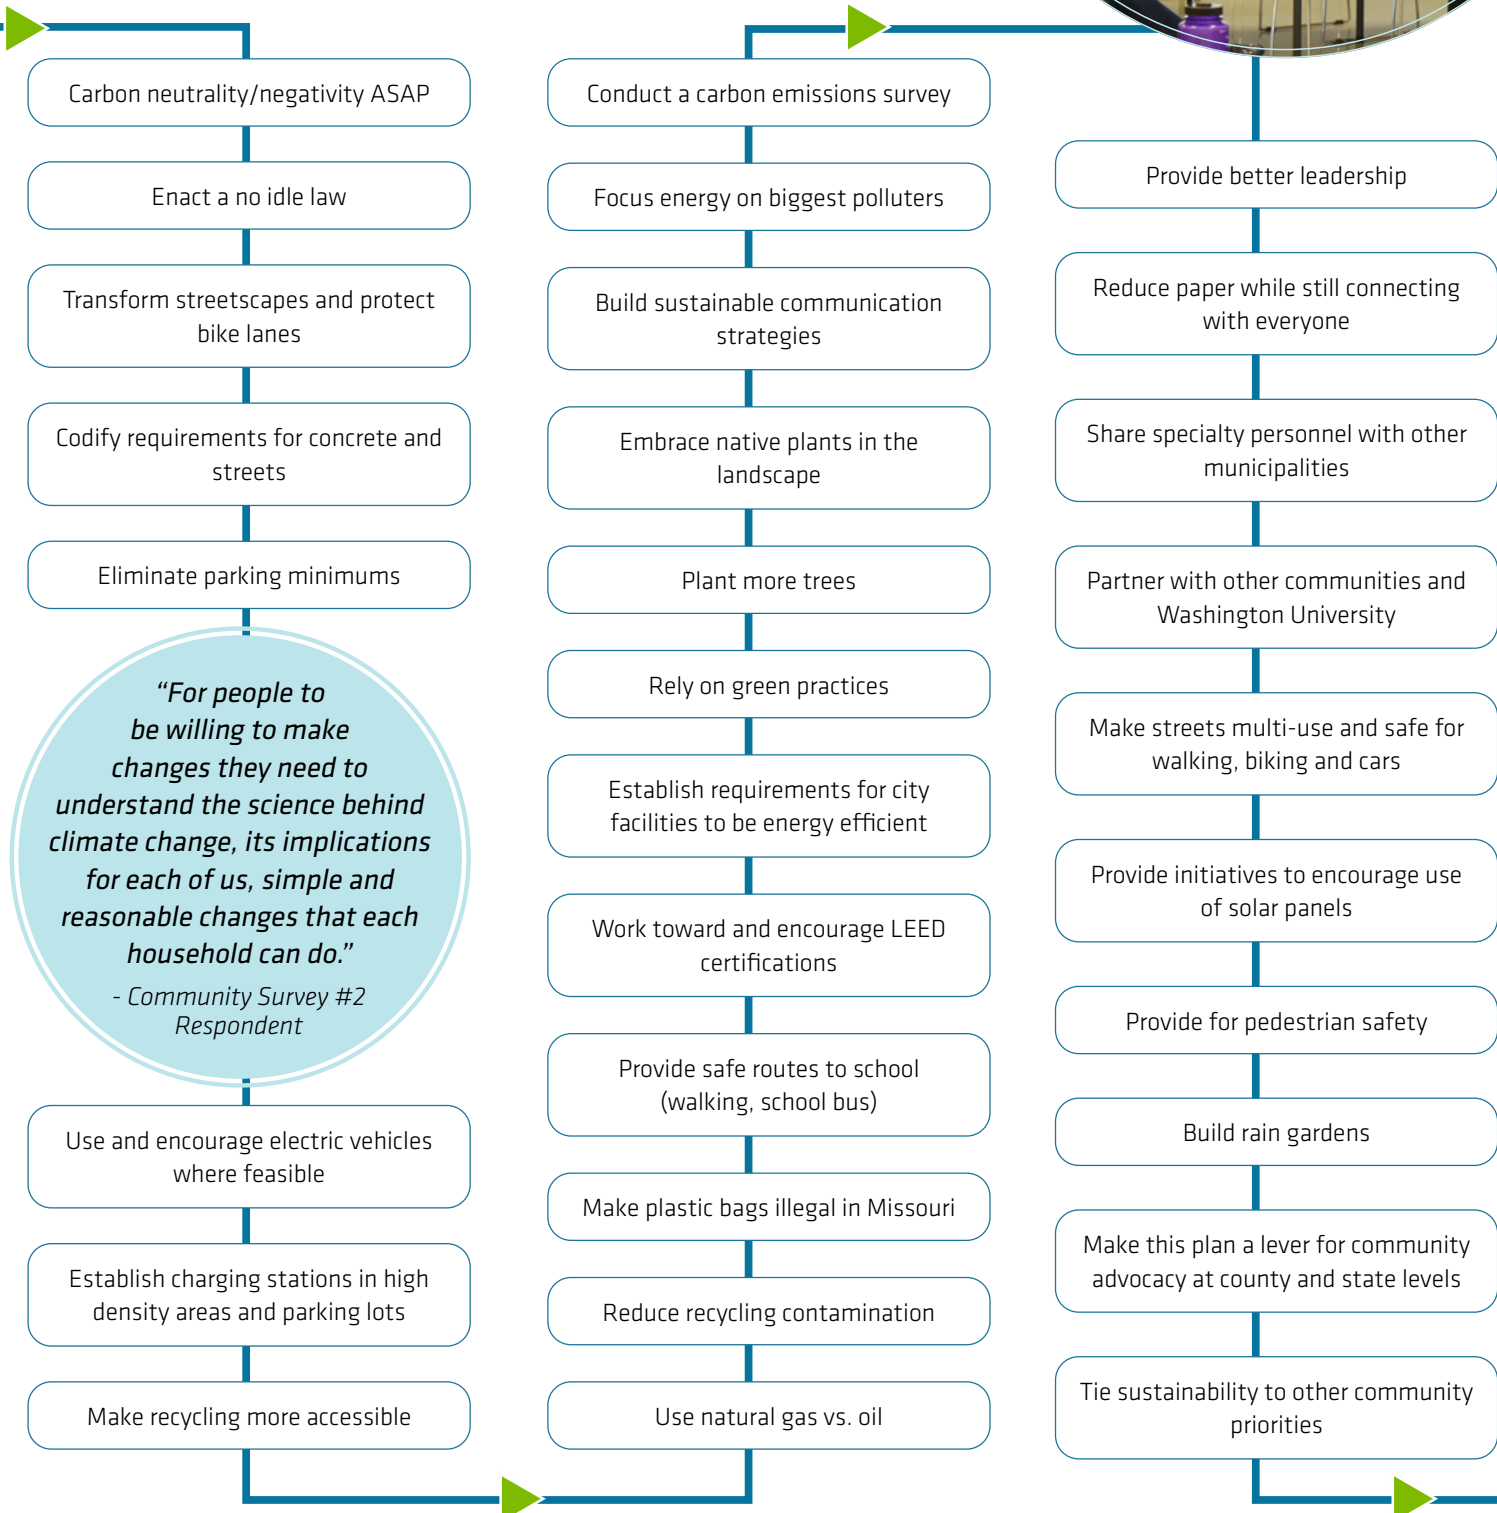 Carbon neutrality/negativity ASAP
Enact a no idle law
Transform streetscapes and protect
bike lanes
Codify requirements for concrete and
streets
Eliminate parking minimums
“For people to
be willing to make
changes they need to
understand the science behind
climate change, its implications
for each of us, simple and
reasonable changes that each
household can do.”
- Community Survey #2
Respondent
Use and encourage electric vehicles
where feasible
Establish charging stations in high
density areas and parking lots
Make recycling more accessible
Conduct a carbon emissions survey
Focus energy on biggest polluters
Build sustainable communication
strategies
Embrace native plants in the
landscape
Plant more trees
Rely on green practices
Establish requirements for city
facilities to be energy efficient
Work toward and encourage LEED
certifications
Provide safe routes to school
(walking, school bus)
Make plastic bags illegal in Missouri
Reduce recycling contamination
Use natural gas vs. oil
Provide better leadership
Reduce paper while still connecting
with everyone
Share specialty personnel with other
municipalities
Partner with other communities and
Washington University
Make streets multi-use and safe for
walking, biking and cars
Provide initiatives to encourage use
of solar panels
Provide for pedestrian safety
Build rain gardens
Make this plan a lever for community
advocacy at county and state levels
Tie sustainability to other community
priorities